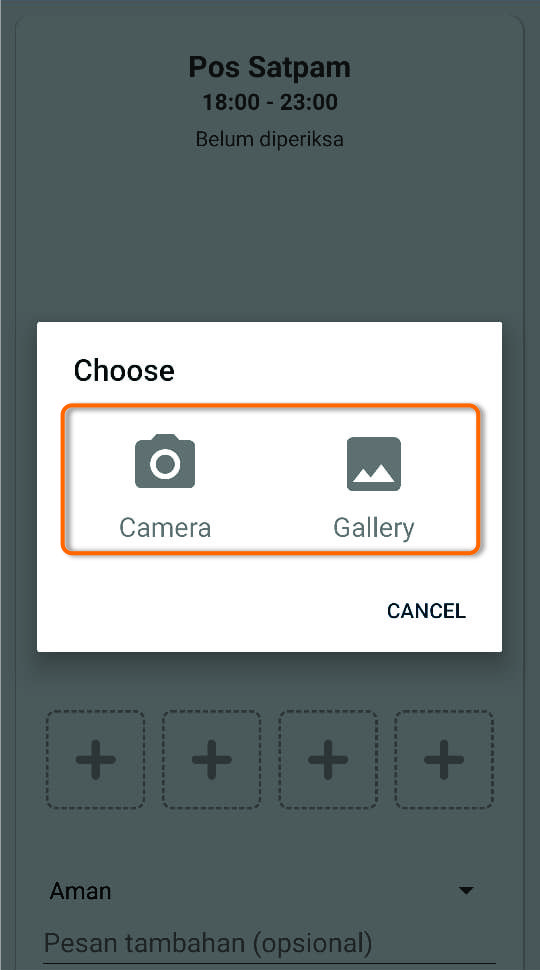 Pos Satpam
18:00 - 23:00
Belum diperiksa
Choose
Camera Gallery
CANCEL
Aman
Pesan tambahan (opsional)